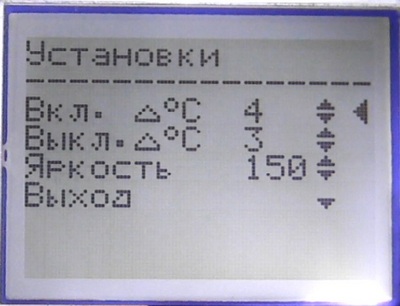 Установки
--------------------
Вкл. △°C 4
Выкл. △°C 3
Яркость 150
Выход